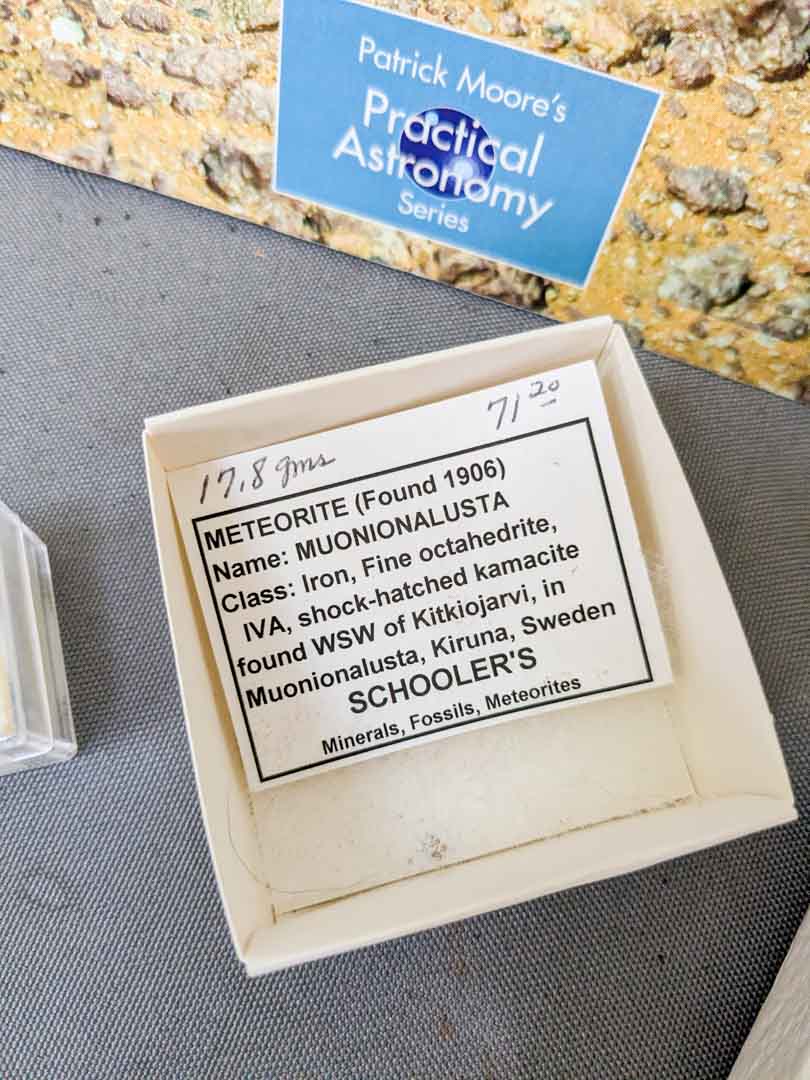 Patrick Moore's
Practical
Astronomy
Series
17.8 gms
71 20
METEORITE (Found 1906)
Name: MUONIONALUSTA
Class: Iron, Fine octahedrite,
IVA, shock-hatched kamacite
found WSW of Kitkiojarvi, in
Muonionalusta, Kiruna, Sweden
SCHOOLER'S
Minerals, Fossils, Meteorites